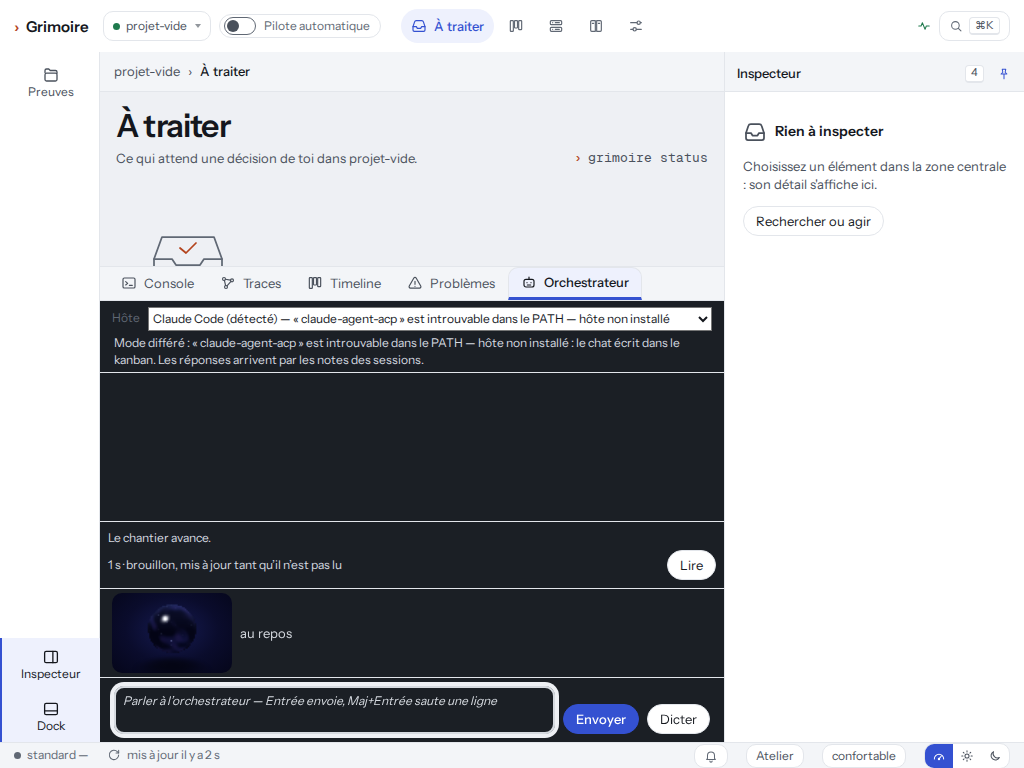 › Grimoire
projet-vide
Pilote automatique
À traiter
⌘K
Preuves
projet-vide › À traiter
Inspecteur
4
À traiter
Ce qui attend une décision de toi dans projet-vide.
› grimoire status
Rien à inspecter
Choisissez un élément dans la zone centrale
: son détail s'affiche ici.
Rechercher ou agir
Console
Traces
Timeline
Problèmes
Orchestrateur
Hôte
Claude Code (détecté) — « claude-agent-acp » est introuvable dans le PATH — hôte non installé
Mode différé : « claude-agent-acp » est introuvable dans le PATH — hôte non installé : le chat écrit dans le
kanban. Les réponses arrivent par les notes des sessions.
Le chantier avance.
1 s · brouillon, mis à jour tant qu'il n'est pas lu
Lire
au repos
Inspecteur
Dock
Parler à l'orchestrateur — Entrée envoie, Maj+Entrée saute une ligne
Envoyer
Dicter
standard —
mis à jour il y a 2 s
Atelier
confortable